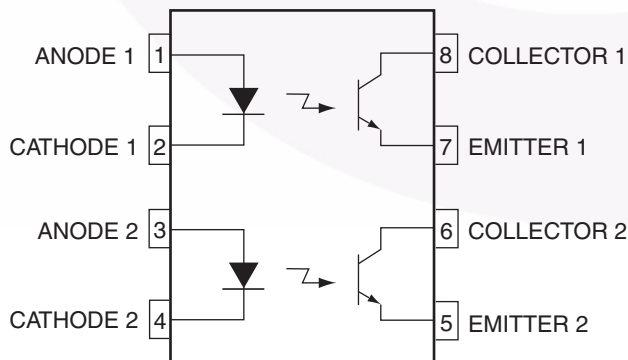 ANODE 1 1 8 COLLECTOR 1
CATHODE 1 2 7 EMITTER 1
ANODE 2 3 6 COLLECTOR 2
CATHODE 2 4 5 EMITTER 2